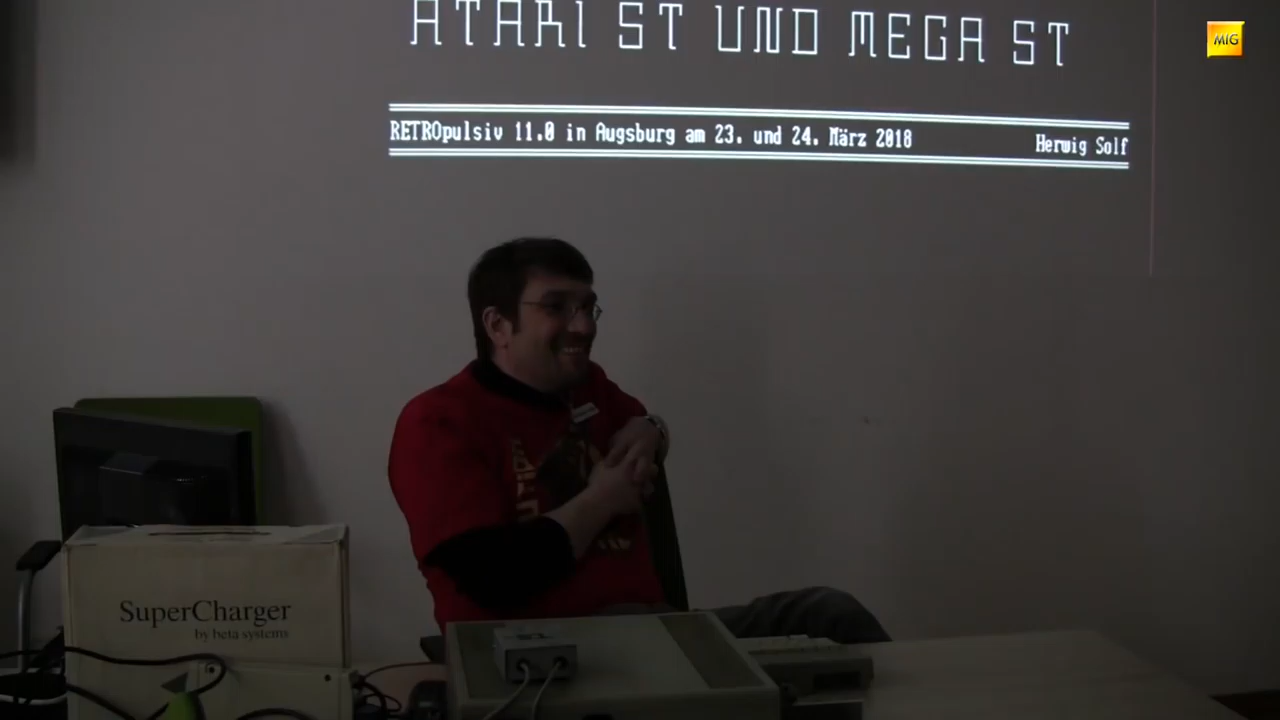 ATARI ST UND MEGA ST
MIG
RETROpulsiv 11.0 in Augsburg am 23. und 24. März 2018
Herwig Solf
SuperCharger
by beta systems